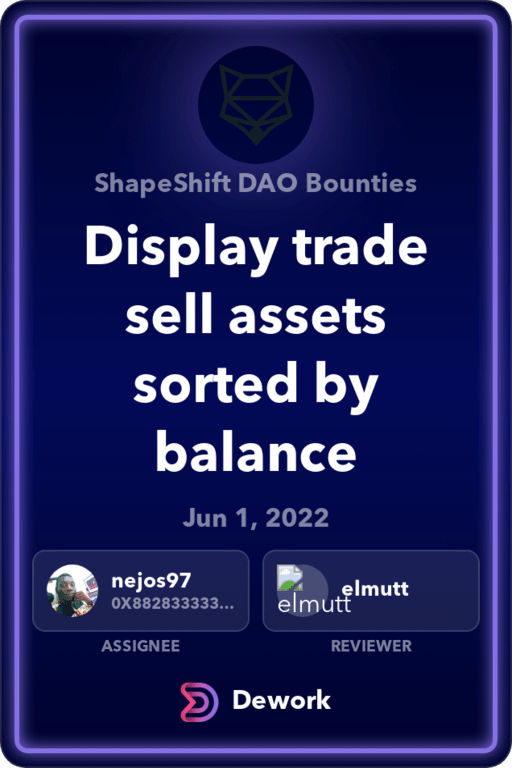 ShapeShift DAO Bounties
Display trade
sell assets
sorted by
balance
Jun 1, 2022
nejos97
0X882833333...
elmutt
elmutt
ASSIGNEE
REVIEWER
Dework